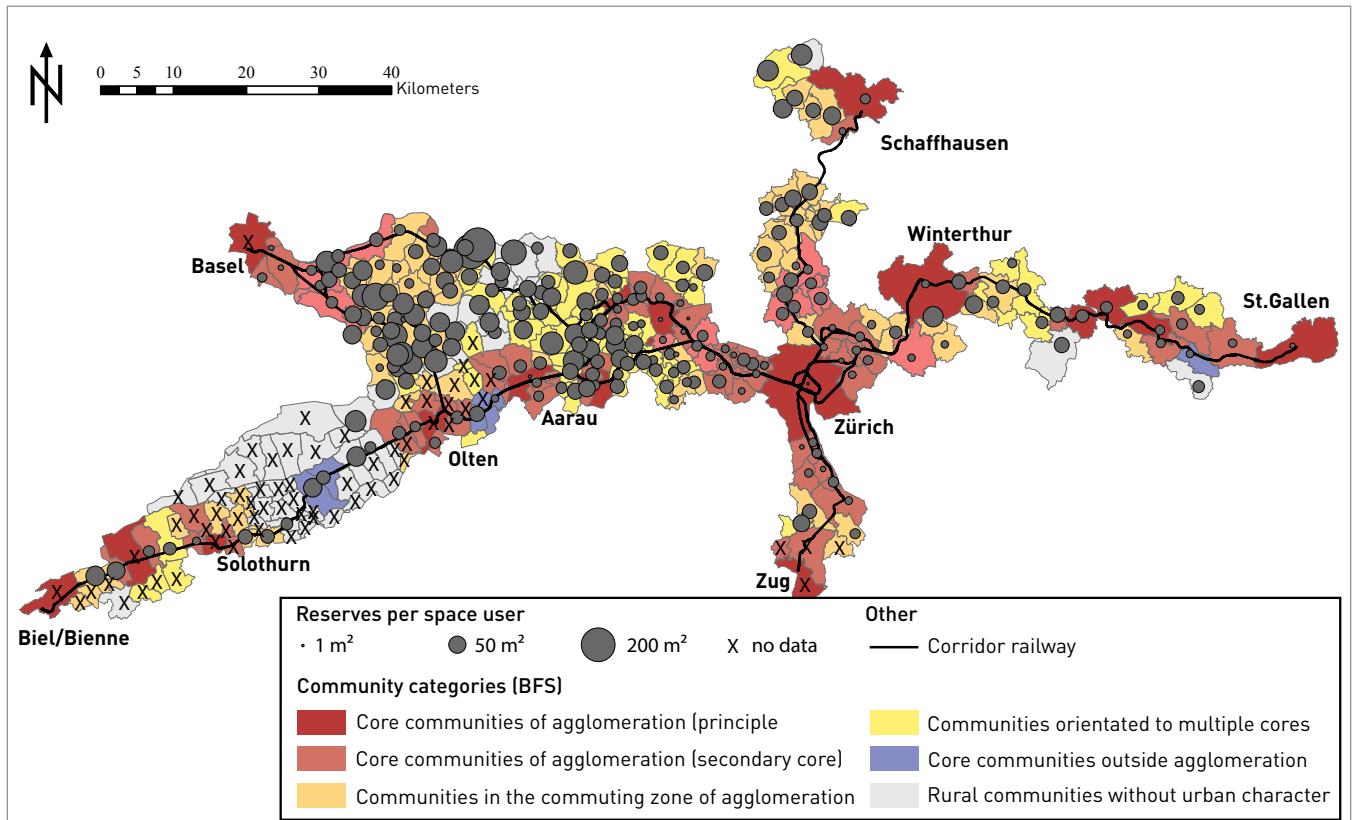 N
0 5 10 20 30 40
Kilometers
Schaffhausen
Winterthur
Basel
St.Gallen
Aarau
Zürich
Olten
Solothurn
Zug
Biel/Bienne
Reserves per space user
1 m²
50 m²
200 m²
X no data
Other
Corridor railway
Community categories (BFS)
Core communities of agglomeration (principle
Core communities of agglomeration (secondary core)
Communities in the commuting zone of agglomeration
Communities orientated to multiple cores
Core communities outside agglomeration
Rural communities without urban character